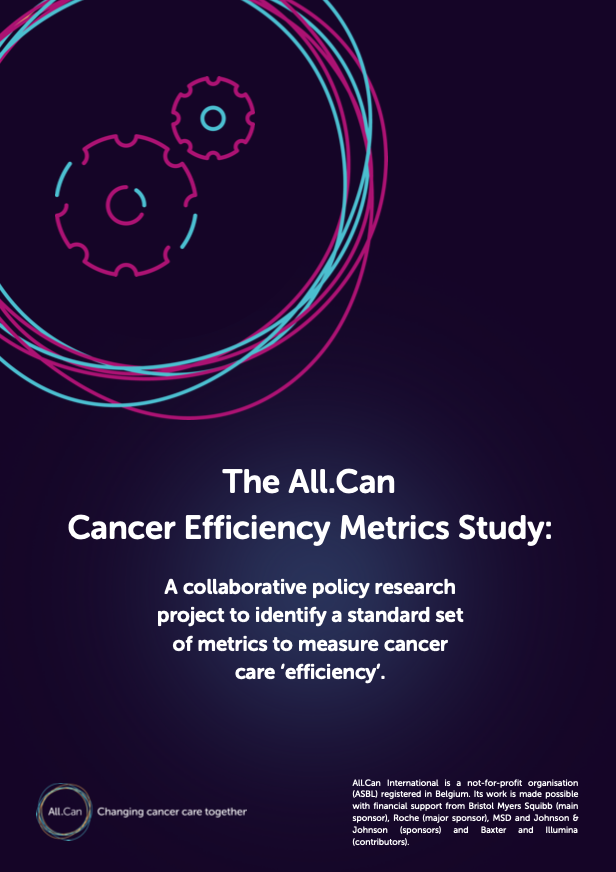 The All.Can
Cancer Efficiency Metrics Study:
A collaborative policy research
project to identify a standard set
of metrics to measure cancer
care ‘efficiency’.
All.Can
Changing cancer care together
All.Can International is a not-for-profit organisation
(ASBL) registered in Belgium. Its work is made possible
with financial support from Bristol Myers Squibb (main
sponsor), Roche (major sponsor), MSD and Johnson &
Johnson (sponsors) and Baxter and Illumina
(contributors).